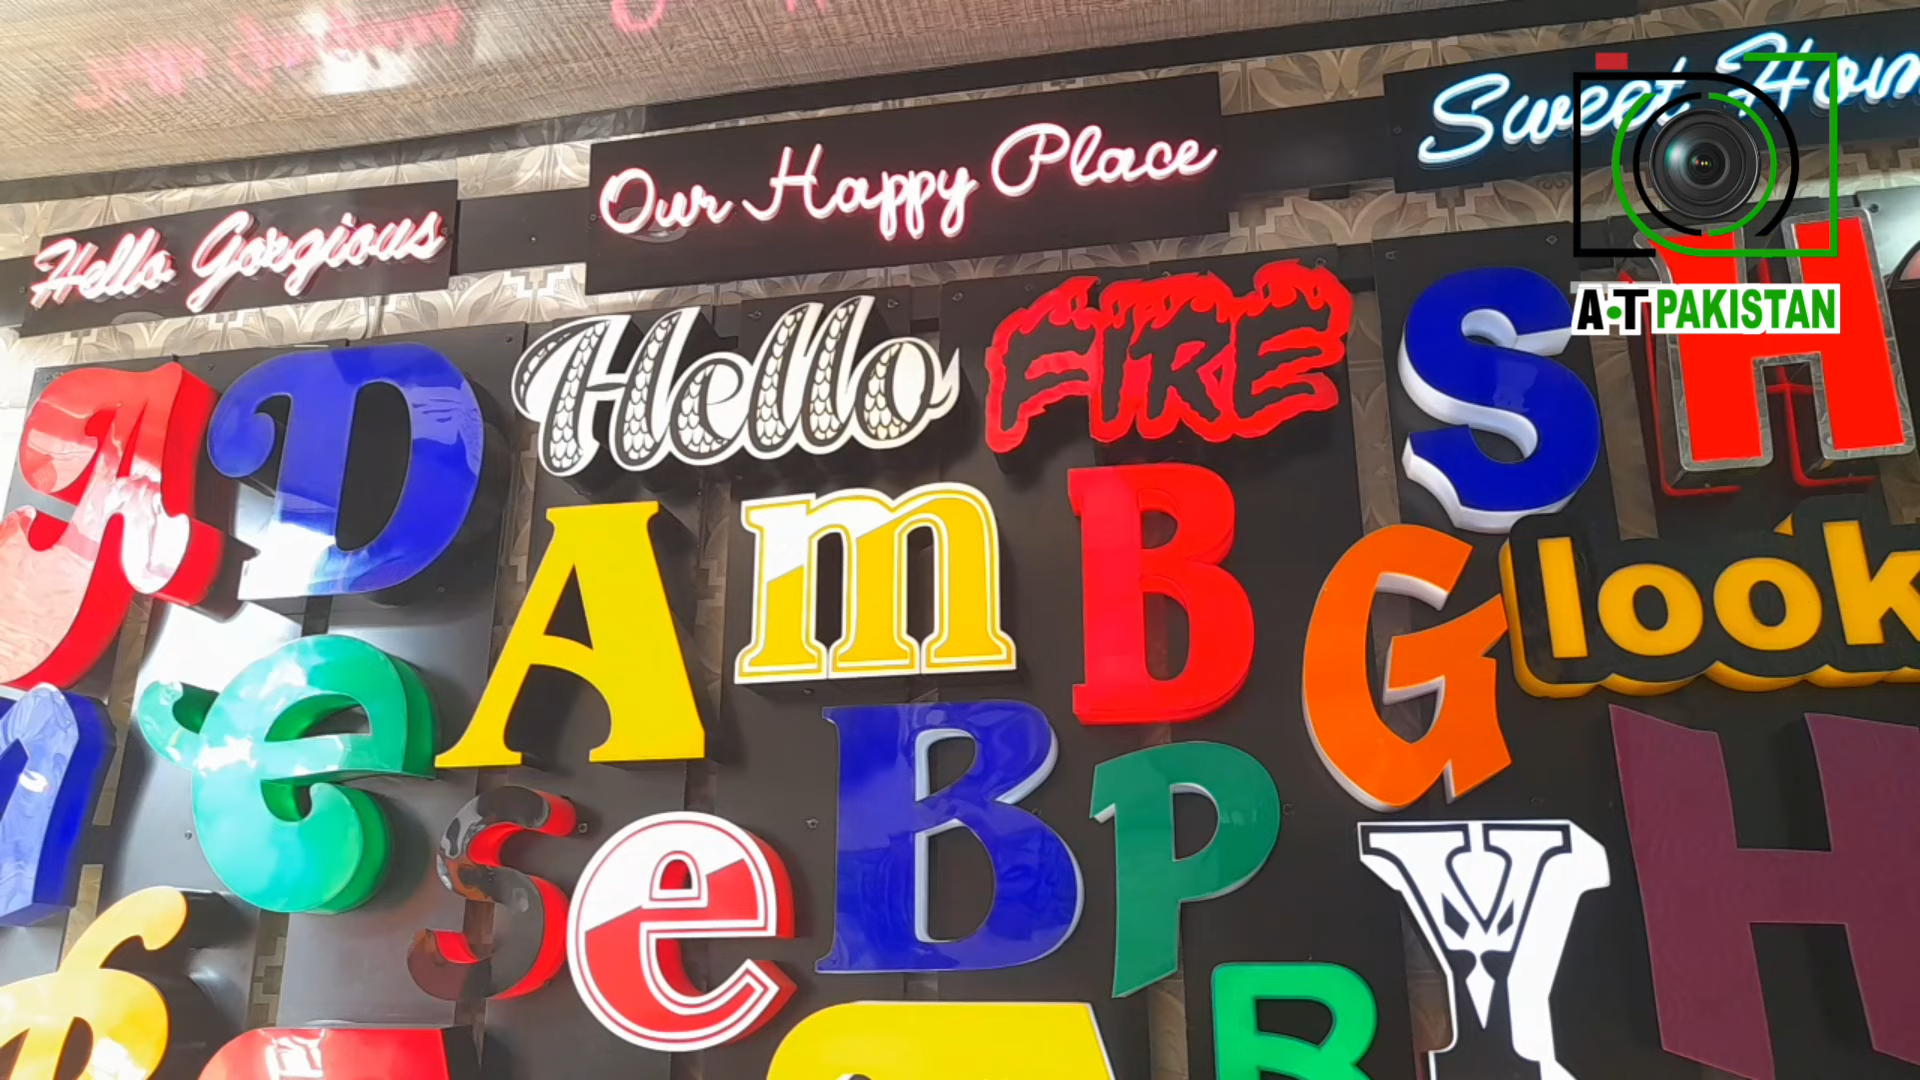 Sweet Hom
Our Happy Place
Hello Gorgious
A·T PAKISTAN
Hello
FIRE
S
H
A
D
A
m
B
G
look
n
e
S
e
B
P
Y
H
B